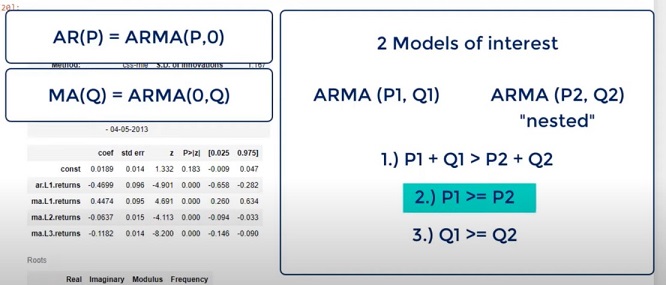 20]:
AR(P) = ARMA(P,0)
Method: css-mle S.D. of innovations 1.167
MA(Q) = ARMA(0,Q)
- 04-05-2013
coef std err z P>|z| [0.025 0.975]
const 0.0189 0.014 1.332 0.183 -0.009 0.047
ar.L1.returns -0.4699 0.096 -4.901 0.000 -0.658 -0.282
ma.L1.returns 0.4474 0.095 4.691 0.000 0.260 0.634
ma.L2.returns -0.0637 0.015 -4.113 0.000 -0.094 -0.033
ma.L3.returns -0.1182 0.014 -8.200 0.000 -0.146 -0.090
Roots
Real Imaginary Modulus Frequency
2 Models of interest
ARMA (P1, Q1) ARMA (P2, Q2)
"nested"
1.) P1 + Q1 > P2 + Q2
2.) P1 >= P2
3.) Q1 >= Q2